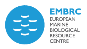 EMBRC
EUROPEAN
MARINE
BIOLOGICAL
RESOURCE
CENTRE